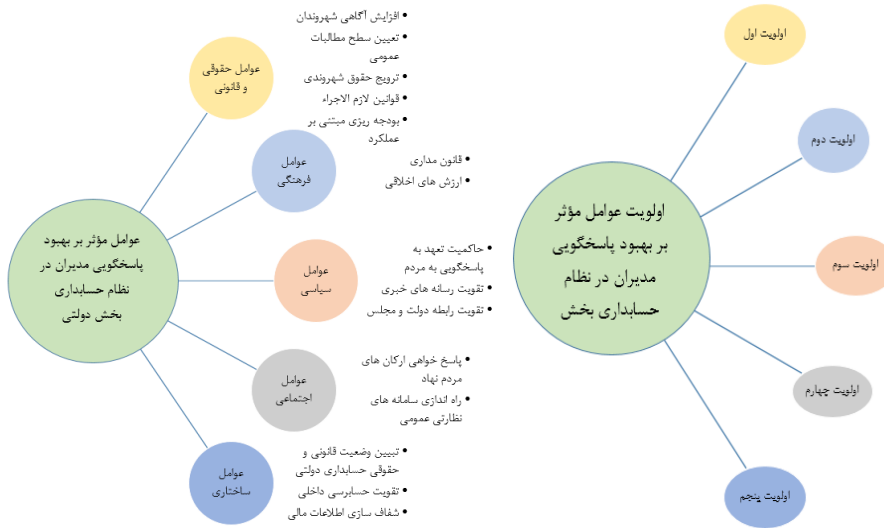 اولویت عوامل مؤثر
بر بهبود پاسخگویی
مدیران در نظام
حسابداری بخش
اولویت اول
اولویت دوم
اولویت سوم
اولویت چهارم
اولویت پنجم
عوامل مؤثر بر بهبود
پاسخگویی مدیران در
نظام حسابداری
بخش دولتی
عوامل حقوقی
و قانونی
• افزایش آگاهی شهروندان
• تعیین سطح مطالبات
عمومی
• ترویج حقوق شهروندی
• قوانین لازم الاجراء
• بودجه ریزی مبتنی بر
عملکرد
عوامل
فرهنگی
• قانون مداری
• ارزش های اخلاقی
عوامل
سیاسی
• حاکمیت تعهد به
پاسخگویی به مردم
• تقویت رسانه های خبری
• تقویت رابطه دولت و مجلس
عوامل
اجتماعی
• پاسخ خواهی ارکان های
مردم نهاد
• راه اندازی سامانه های
نظارتی عمومی
عوامل
ساختاری
• تبیین وضعیت قانونی و
حقوقی حسابداری دولتی
• تقویت حسابرسی داخلی
• شفاف سازی اطلاعات مالی